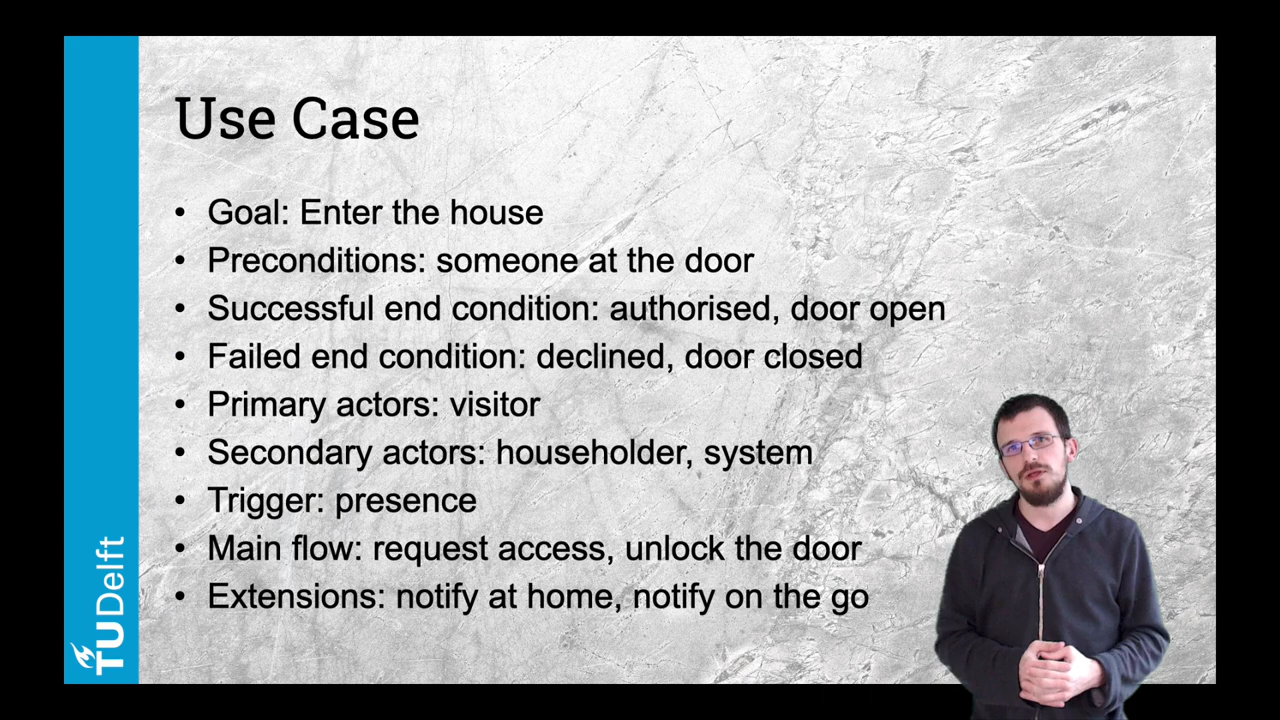 Use Case
• Goal: Enter the house
• Preconditions: someone at the door
• Successful end condition: authorised, door open
• Failed end condition: declined, door closed
• Primary actors: visitor
• Secondary actors: householder, system
• Trigger: presence
• Main flow: request access, unlock the door
• Extensions: notify at home, notify on the go
TUDelft